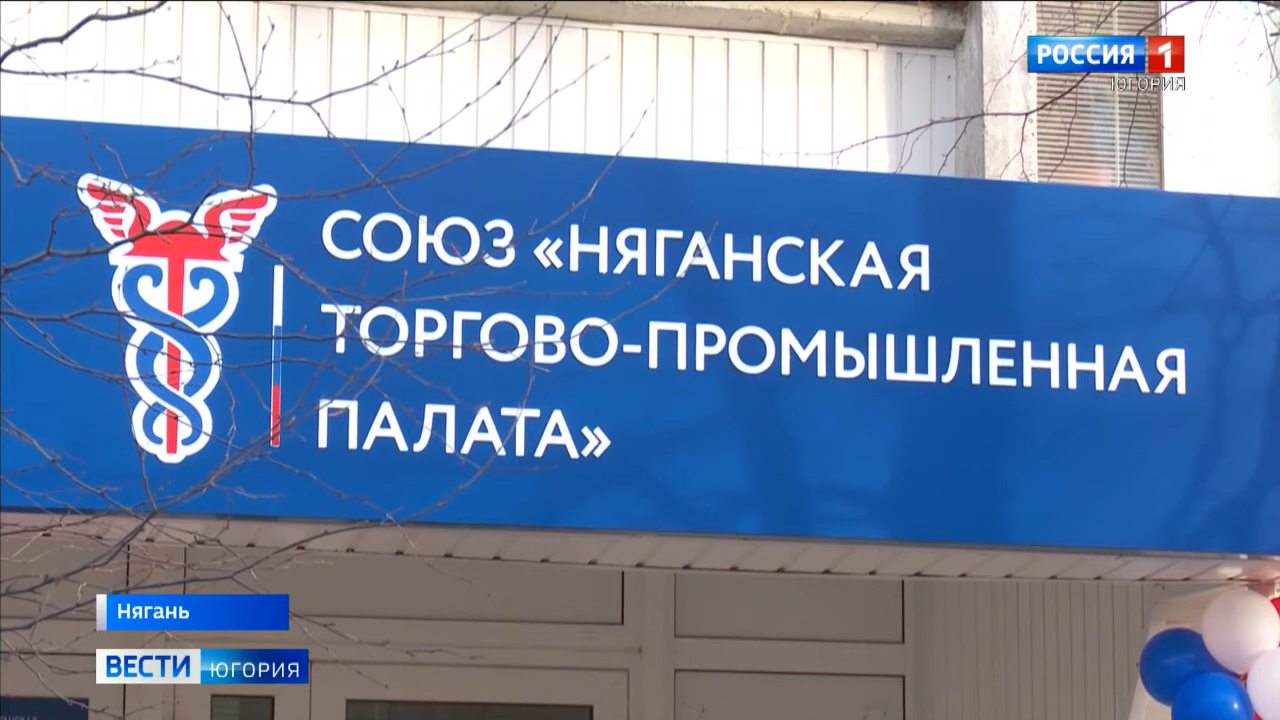 РОССИЯ 1
ЮГОРИЯ
СОЮЗ «НЯГАНСКАЯ
ТОРГОВО-ПРОМЫШЛЕННАЯ
ПАЛАТА»
Нягань
ВЕСТИ ЮГОРИЯ